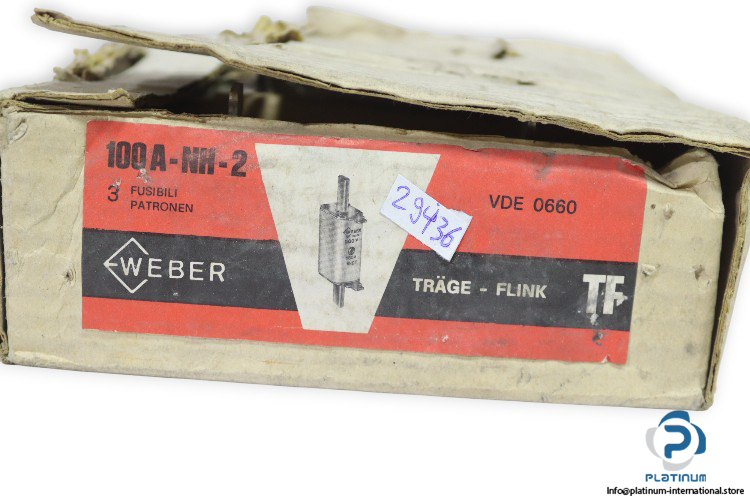 100A-NH-2
3 FUSIBILI
PATRONEN
WEBER
29436
VDE 0660
TRÄGE - FLINK
TF
PLATINUM
Info@platinum-international.store